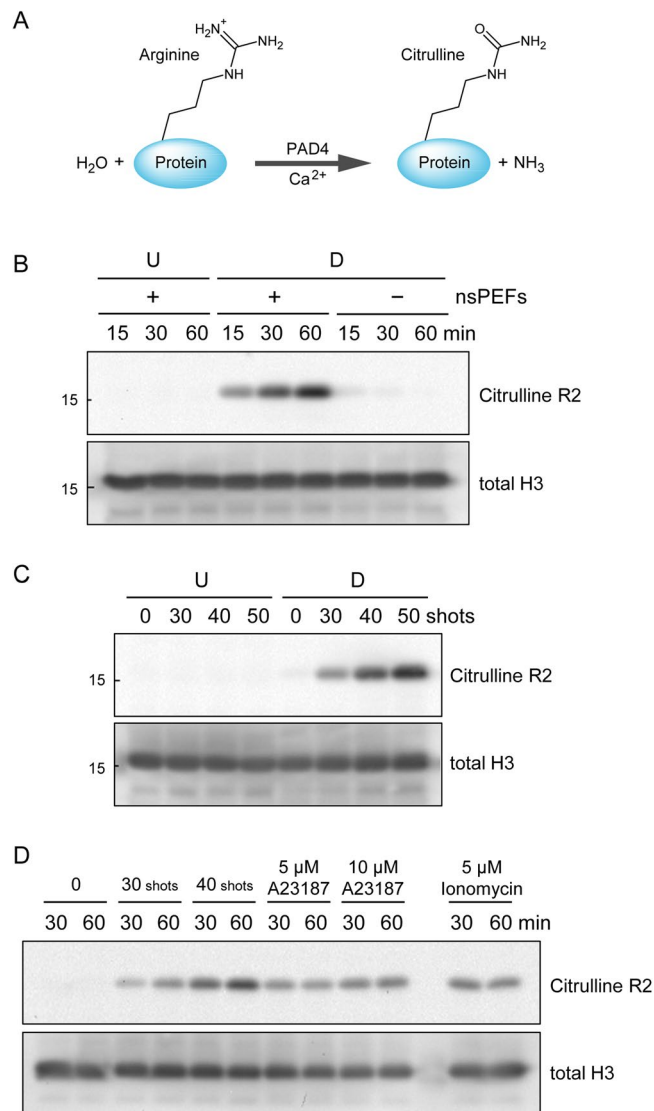 A
H₂N⁺ NH₂
Arginine
NH
H₂O + Protein
PAD4
Ca²⁺
O NH₂
Citrulline
NH
Protein + NH₃
B
U D
+ + − nsPEFs
15 30 60 15 30 60 15 30 60 min
15 Citrulline R2
15 total H3
C
U D
0 30 40 50 0 30 40 50 shots
15 Citrulline R2
15 total H3
D
0 30 shots 40 shots 5 µM A23187 10 µM A23187 5 µM Ionomycin
30 60 30 60 30 60 30 60 30 60 30 60 min
Citrulline R2
total H3